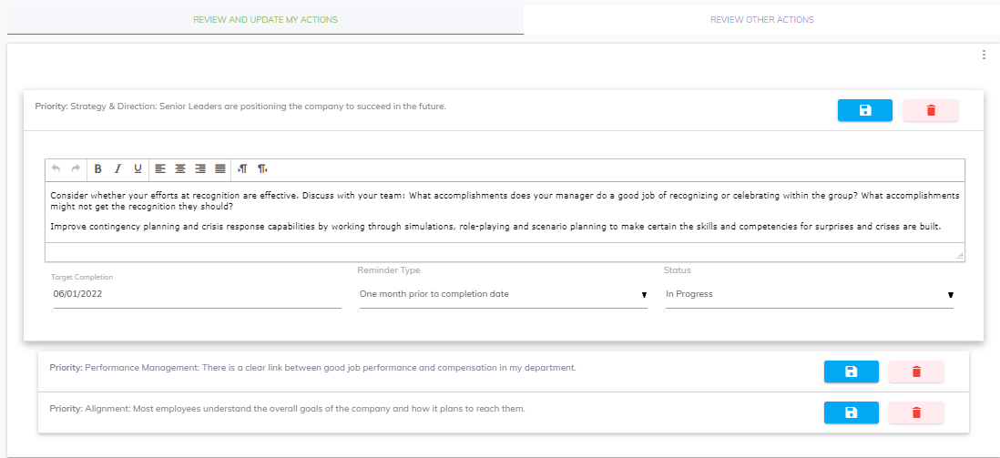 REVIEW AND UPDATE MY ACTIONS
REVIEW OTHER ACTIONS
Priority: Strategy & Direction: Senior Leaders are positioning the company to succeed in the future.
B I U
Consider whether your efforts at recognition are effective. Discuss with your team: What accomplishments does your manager do a good job of recognizing or celebrating within the group? What accomplishments
might not get the recognition they should?
Improve contingency planning and crisis response capabilities by working through simulations, role-playing and scenario planning to make certain the skills and competencies for surprises and crises are built.
Target Completion
Reminder Type
Status
06/01/2022
One month prior to completion date
In Progress
Priority: Performance Management: There is a clear link between good job performance and compensation in my department.
Priority: Alignment: Most employees understand the overall goals of the company and how it plans to reach them.